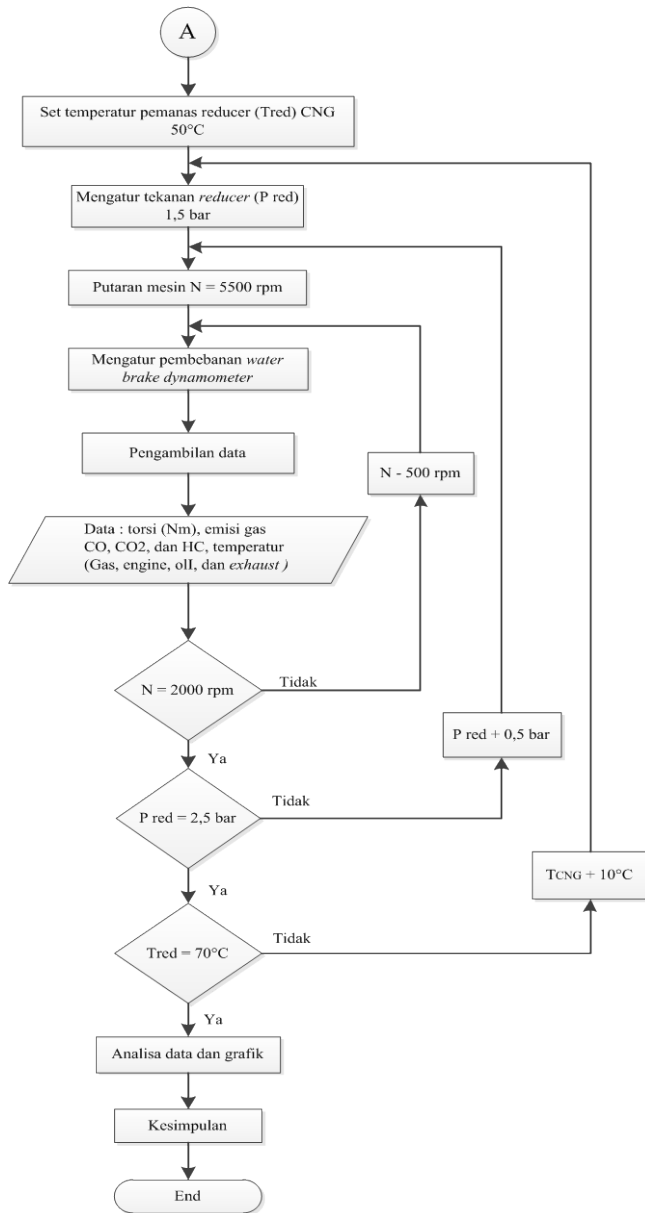 A
Set temperatur pemanas reducer (Tred) CNG
50°C
Mengatur tekanan reducer (P red)
1,5 bar
Putaran mesin N = 5500 rpm
Mengatur pembebanan water
brake dynamometer
Pengambilan data
N - 500 rpm
Data : torsi (Nm), emisi gas
CO, CO2, dan HC, temperatur
(Gas, engine, olI, dan exhaust )
N = 2000 rpm
Tidak
P red + 0,5 bar
Ya
P red = 2,5 bar
Tidak
TCNG + 10°C
Ya
Tred = 70°C
Tidak
Ya
Analisa data dan grafik
Kesimpulan
End